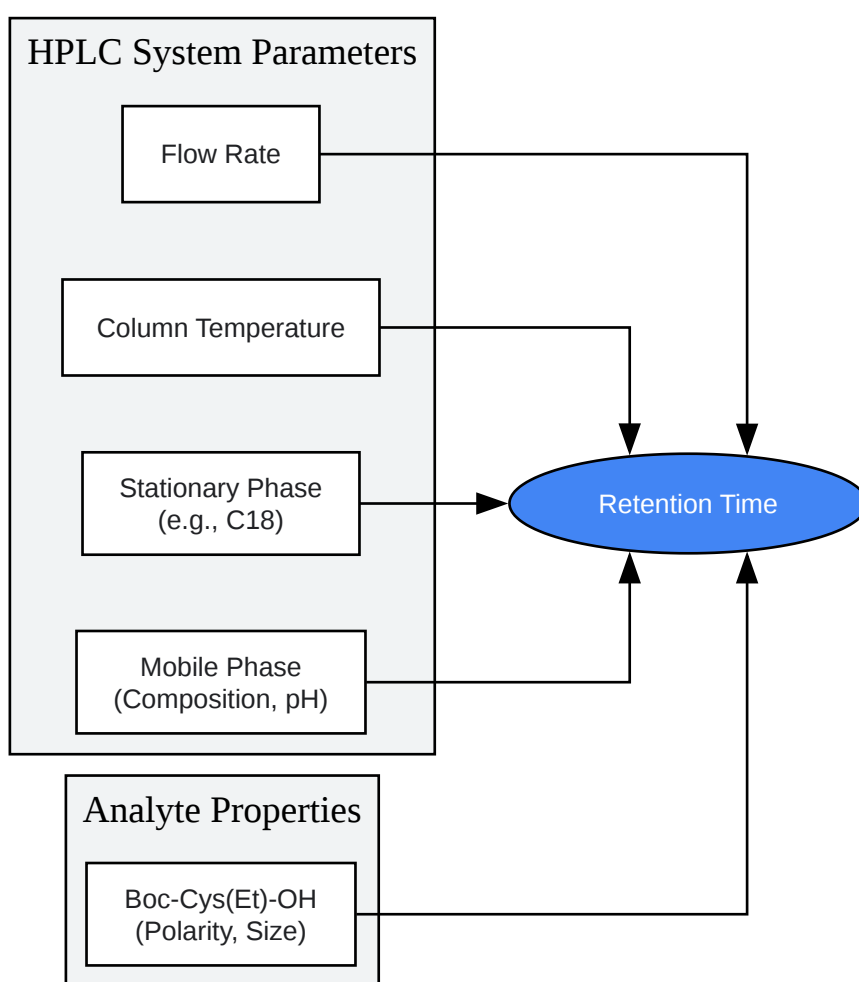 HPLC System Parameters
Flow Rate
Column Temperature
Stationary Phase
(e.g., C18)
Retention Time
Mobile Phase
(Composition, pH)
Analyte Properties
Boc-Cys(Et)-OH
(Polarity, Size)